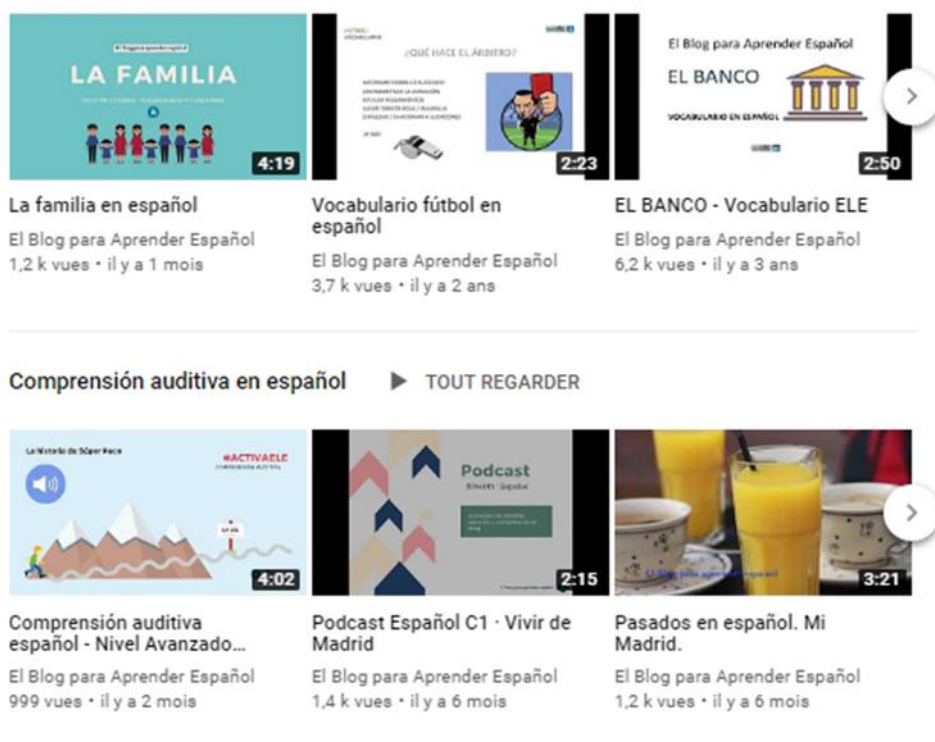 LA FAMILIA
4:19
¿QUÉ HACE EL ÁRBITRO?
2:23
El Blog para Aprender Español
EL BANCO
VOCABULARIO EN ESPAÑOL
2:50
La familia en español
El Blog para Aprender Español
1,2 k vues • il y a 1 mois
Vocabulario fútbol en
español
El Blog para Aprender Español
3,7 k vues • il y a 2 ans
EL BANCO - Vocabulario ELE
El Blog para Aprender Español
6,2 k vues • il y a 3 ans
Comprensión auditiva en español
TOUT REGARDER
La historia de Súper Paco
#ACTIVAELE
4:02
Podcast
2:15
3:21
Comprensión auditiva
español - Nivel Avanzado...
El Blog para Aprender Español
999 vues • il y a 2 mois
Podcast Español C1 · Vivir de
Madrid
El Blog para Aprender Español
1,4 k vues • il y a 6 mois
Pasados en español. Mi
Madrid.
El Blog para Aprender Español
1,2 k vues • il y a 6 mois